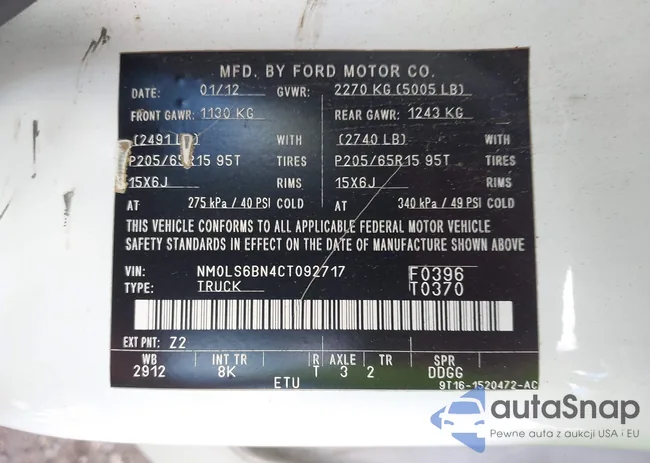 MFD. BY FORD MOTOR CO.
DATE: 01/12 GVWR: 2270 KG (5005 LB)
FRONT GAWR: 1130 KG REAR GAWR: 1243 KG
(2491 LB) WITH (2740 LB) WITH
P205/65R15 95T TIRES P205/65R15 95T TIRES
15X6J RIMS 15X6J RIMS
AT 275 kPa / 40 PSI COLD AT 340 kPa / 49 PSI COLD
THIS VEHICLE CONFORMS TO ALL APPLICABLE FEDERAL MOTOR VEHICLE
SAFETY STANDARDS IN EFFECT ON THE DATE OF MANUFACTURE SHOWN ABOVE
VIN: NM0LS6BN4CT092717 F0396
TYPE: TRUCK T0370
EXT PNT: Z2
WB INT TR R AXLE TR SPR
2912 8K T 3 2 DDGG
ETU 9T16-1520472-AC
autaSnap
Pewne auta z aukcji USA i EU